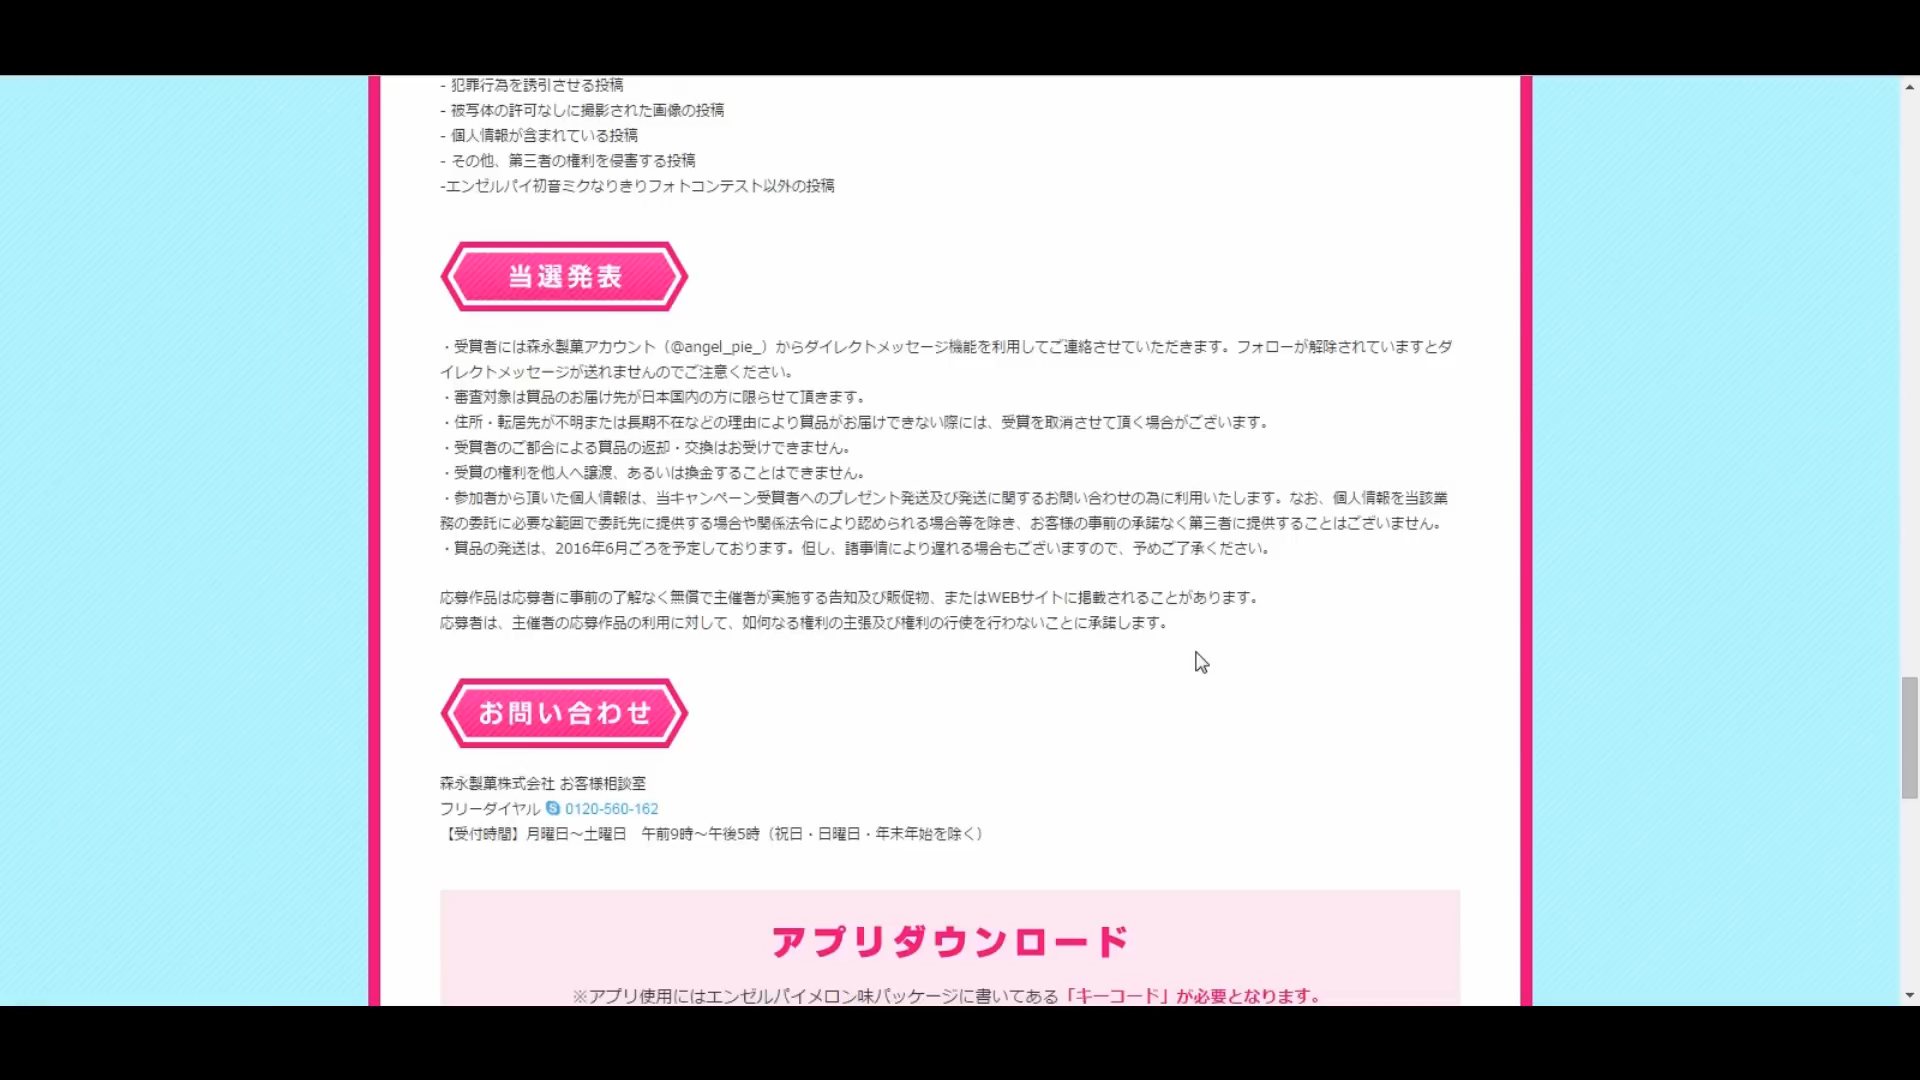 - 犯罪行為を誘引させる投稿
- 被写体の許可なしに撮影された画像の投稿
- 個人情報が含まれている投稿
- その他、第三者の権利を侵害する投稿
-エンゼルパイ初音ミクなりきりフォトコンテスト以外の投稿
当選発表
・受賞者には森永製菓アカウント（@angel_pie_）からダイレクトメッセージ機能を利用してご連絡させていただきます。フォローが解除されていますとダ
イレクトメッセージが送れませんのでご注意ください。
・審査対象は賞品のお届け先が日本国内の方に限らせて頂きます。
・住所・転居先が不明または長期不在などの理由により賞品がお届けできない際には、受賞を取消させて頂く場合がございます。
・受賞者のご都合による賞品の返却・交換はお受けできません。
・受賞の権利を他人へ譲渡、あるいは換金することはできません。
・参加者から頂いた個人情報は、当キャンペーン受賞者へのプレゼント発送及び発送に関するお問い合わせの為に利用いたします。なお、個人情報を当該業
務の委託に必要な範囲で委託先に提供する場合や関係法令により認められる場合等を除き、お客様の事前の承諾なく第三者に提供することはございません。
・賞品の発送は、2016年6月ごろを予定しております。但し、諸事情により遅れる場合もございますので、予めご了承ください。
応募作品は応募者に事前の了解なく無償で主催者が実施する告知及び販促物、またはWEBサイトに掲載されることがあります。
応募者は、主催者の応募作品の利用に対して、如何なる権利の主張及び権利の行使を行わないことに承諾します。
お問い合わせ
森永製菓株式会社 お客様相談室
フリーダイヤル 0120-560-162
【受付時間】月曜日～土曜日　午前9時～午後5時（祝日・日曜日・年末年始を除く）
アプリダウンロード
※アプリ使用にはエンゼルパイメロン味パッケージに書いてある「キーコード」が必要となります。